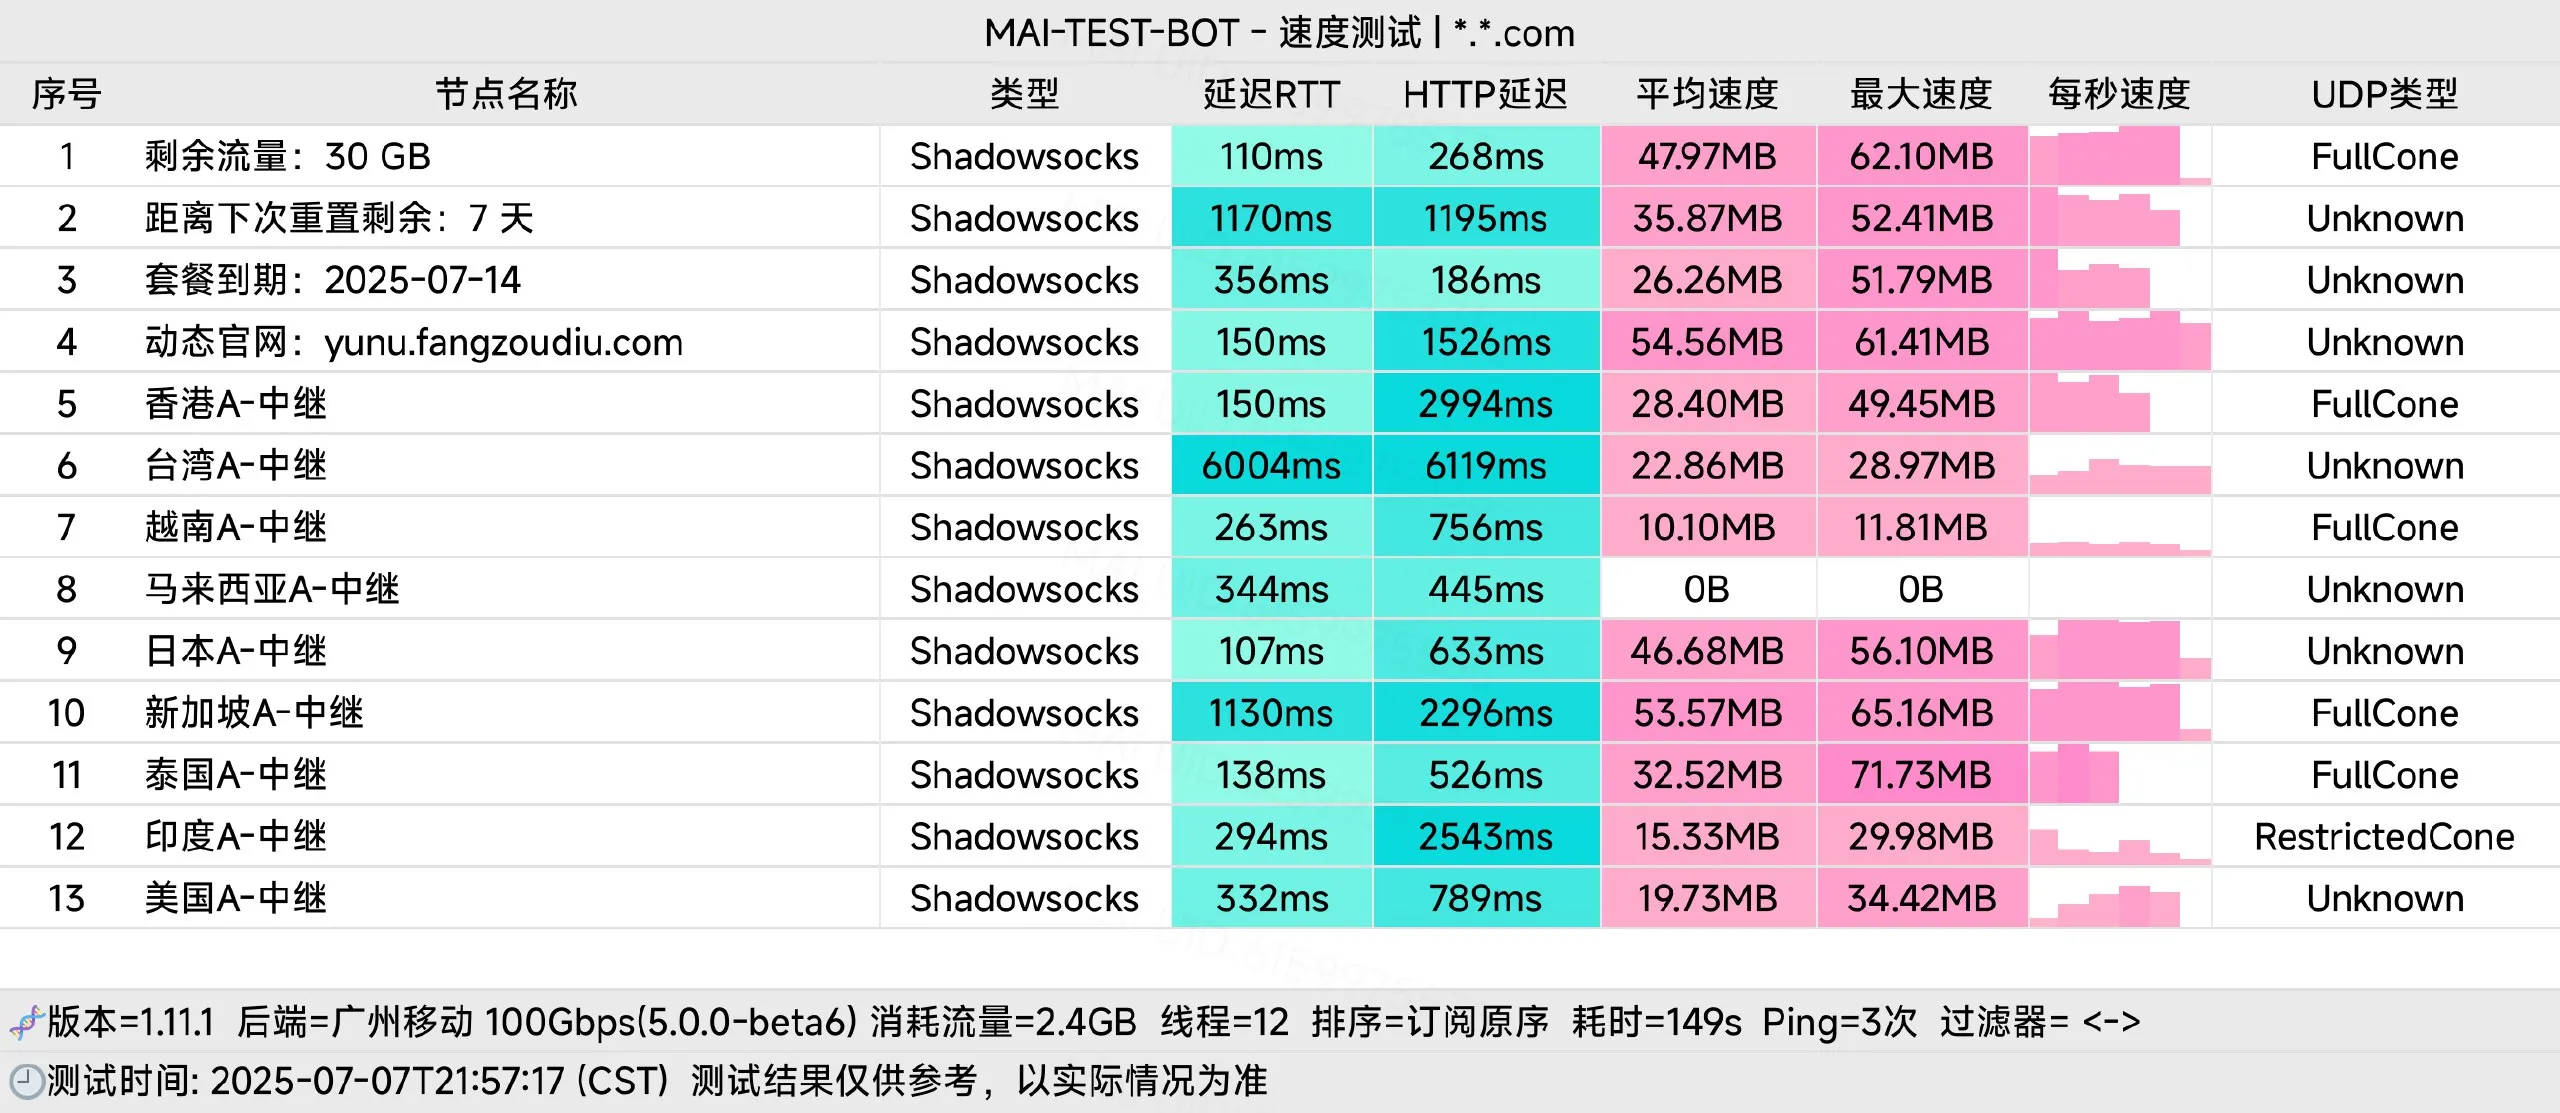 MAI-TEST-BOT - 速度测试 | *.*.com
序号 节点名称 类型 延迟RTT HTTP延迟 平均速度 最大速度 每秒速度 UDP类型
1 剩余流量：30 GB Shadowsocks 110ms 268ms 47.97MB 62.10MB FullCone
2 距离下次重置剩余：7 天 Shadowsocks 1170ms 1195ms 35.87MB 52.41MB Unknown
3 套餐到期：2025-07-14 Shadowsocks 356ms 186ms 26.26MB 51.79MB Unknown
4 动态官网：yunu.fangzoudiu.com Shadowsocks 150ms 1526ms 54.56MB 61.41MB Unknown
5 香港A-中继 Shadowsocks 150ms 2994ms 28.40MB 49.45MB FullCone
6 台湾A-中继 Shadowsocks 6004ms 6119ms 22.86MB 28.97MB Unknown
7 越南A-中继 Shadowsocks 263ms 756ms 10.10MB 11.81MB FullCone
8 马来西亚A-中继 Shadowsocks 344ms 445ms 0B 0B Unknown
9 日本A-中继 Shadowsocks 107ms 633ms 46.68MB 56.10MB Unknown
10 新加坡A-中继 Shadowsocks 1130ms 2296ms 53.57MB 65.16MB FullCone
11 泰国A-中继 Shadowsocks 138ms 526ms 32.52MB 71.73MB FullCone
12 印度A-中继 Shadowsocks 294ms 2543ms 15.33MB 29.98MB RestrictedCone
13 美国A-中继 Shadowsocks 332ms 789ms 19.73MB 34.42MB Unknown
版本=1.11.1 后端=广州移动 100Gbps(5.0.0-beta6) 消耗流量=2.4GB 线程=12 排序=订阅原序 耗时=149s Ping=3次 过滤器= <->
测试时间: 2025-07-07T21:57:17 (CST) 测试结果仅供参考，以实际情况为准